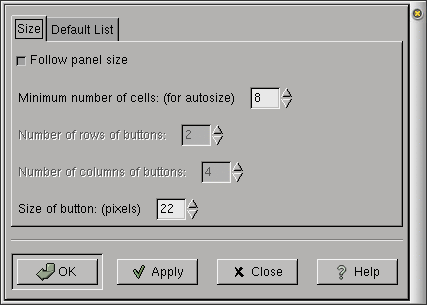 Size Default List
Follow panel size
Minimum number of cells: (for autosize) 8
Number of rows of buttons: 2
Number of columns of buttons: 4
Size of button: (pixels) 22
OK Apply Close Help